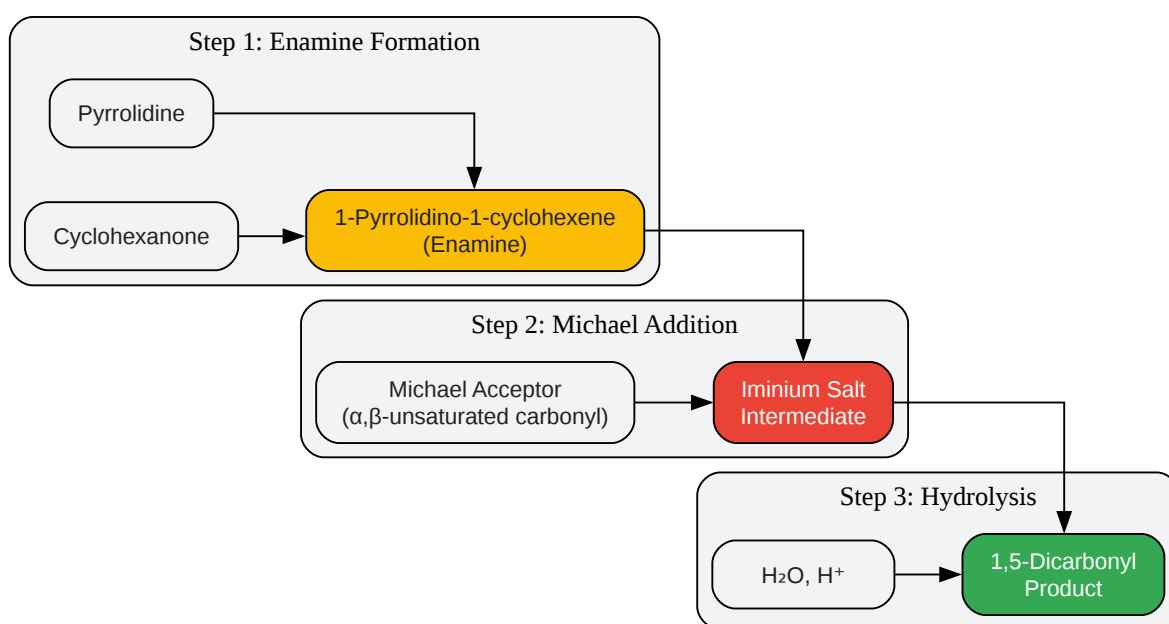 Step 1: Enamine Formation
Pyrrolidine
Cyclohexanone
1-Pyrrolidino-1-cyclohexene
(Enamine)
Step 2: Michael Addition
Michael Acceptor
(α,β-unsaturated carbonyl)
Iminium Salt
Intermediate
Step 3: Hydrolysis
H₂O, H⁺
1,5-Dicarbonyl
Product